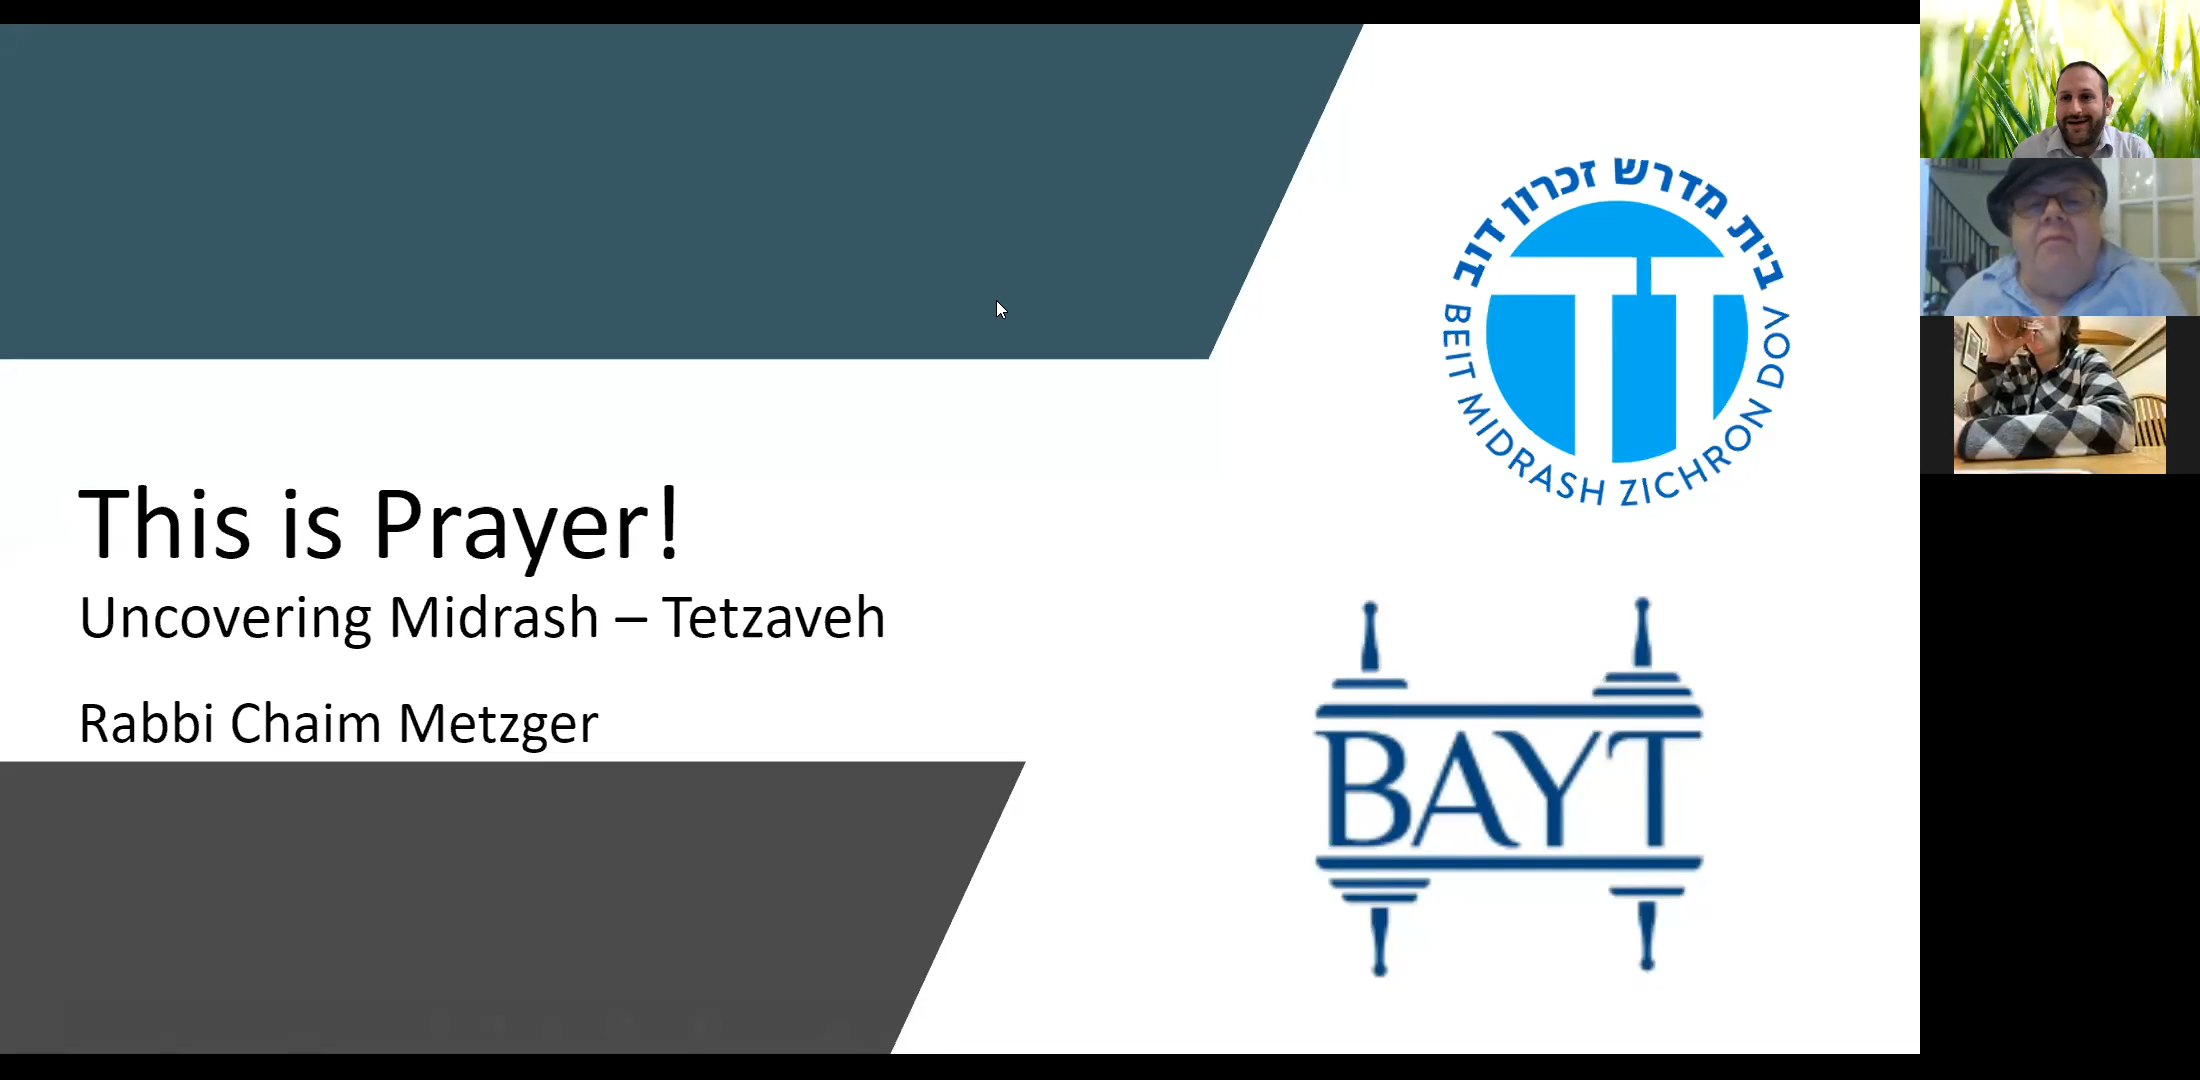 This is Prayer!
Uncovering Midrash – Tetzaveh
Rabbi Chaim Metzger
בית מדרש זכרון דוב
BEIT MIDRASH ZICHRON DOV
BAYT